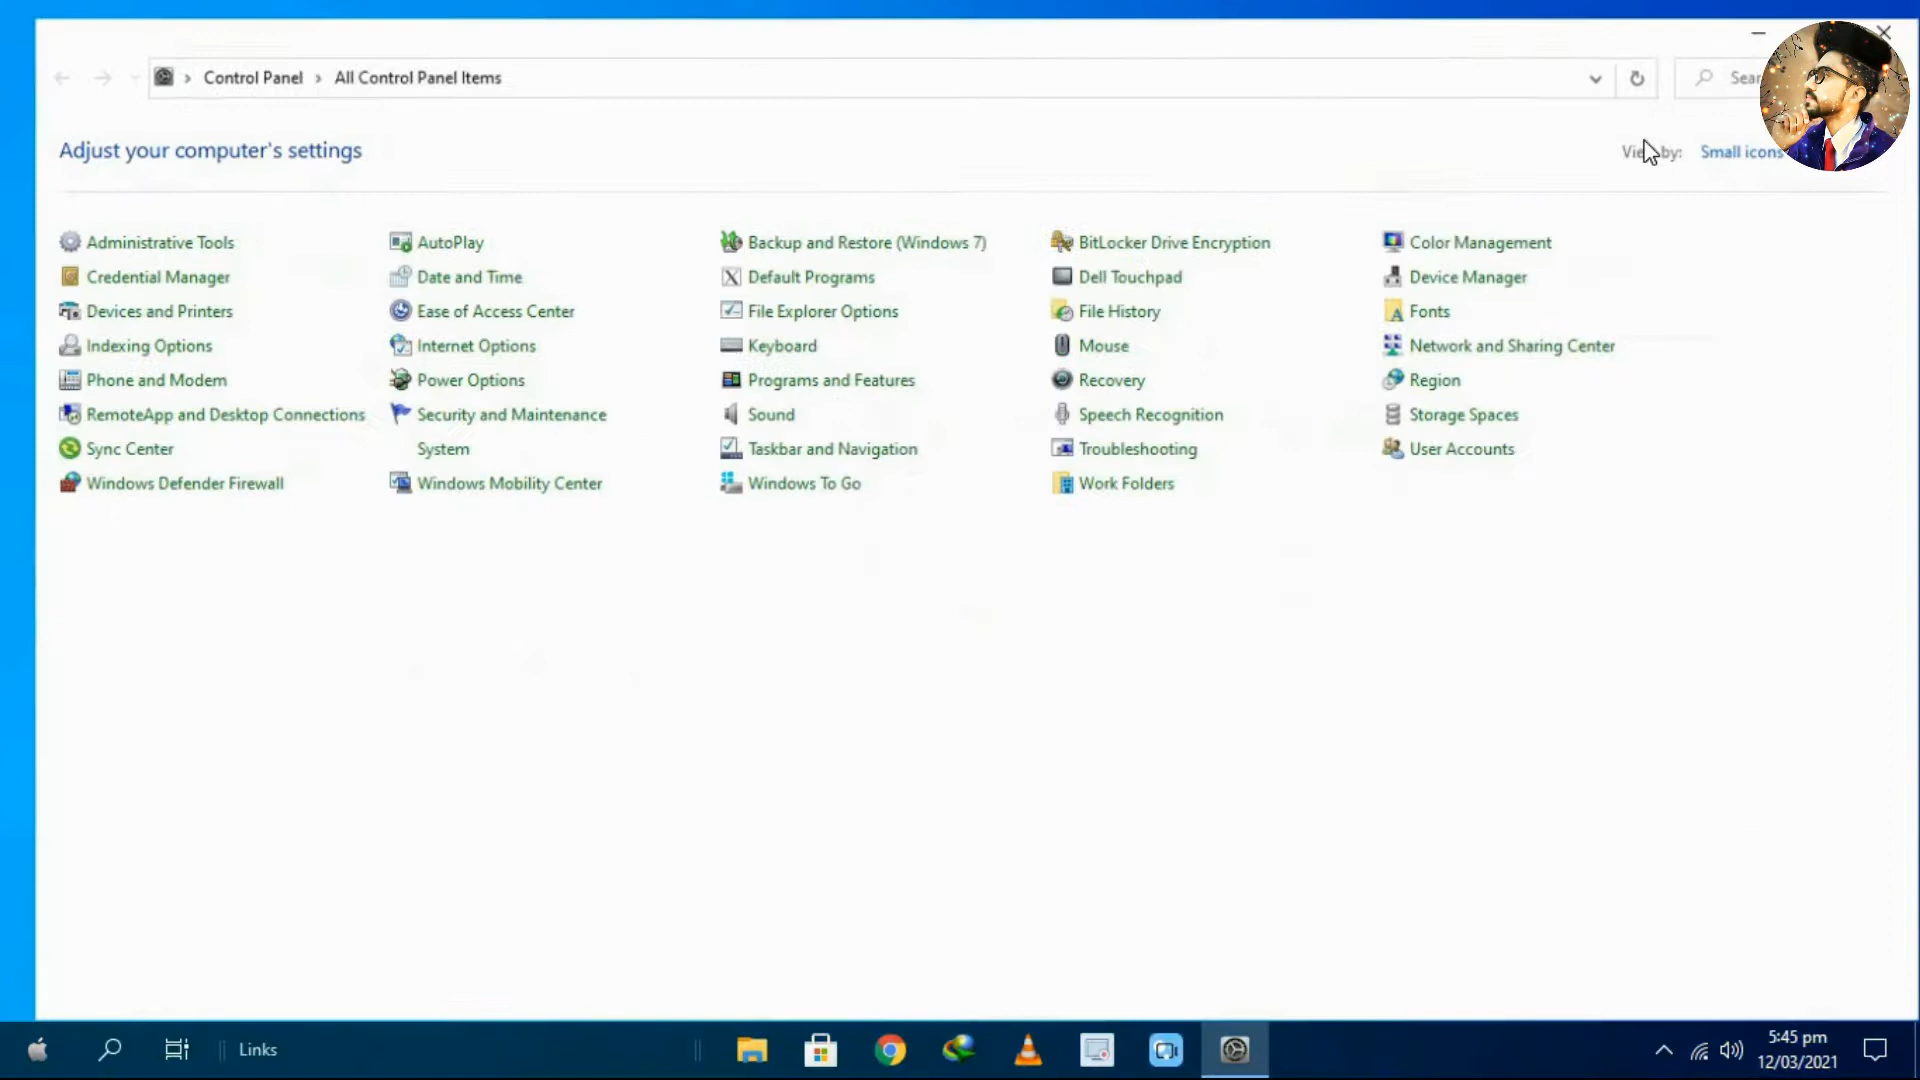 Control Panel › All Control Panel Items
Adjust your computer's settings
Small icons
Administrative Tools
AutoPlay
Backup and Restore (Windows 7)
BitLocker Drive Encryption
Color Management
Credential Manager
Date and Time
Default Programs
Dell Touchpad
Device Manager
Devices and Printers
Ease of Access Center
File Explorer Options
File History
Fonts
Indexing Options
Internet Options
Keyboard
Mouse
Network and Sharing Center
Phone and Modem
Power Options
Programs and Features
Recovery
Region
RemoteApp and Desktop Connections
Security and Maintenance
Sound
Speech Recognition
Storage Spaces
Sync Center
System
Taskbar and Navigation
Troubleshooting
User Accounts
Windows Defender Firewall
Windows Mobility Center
Windows To Go
Work Folders
Links
5:45 pm
12/03/2021